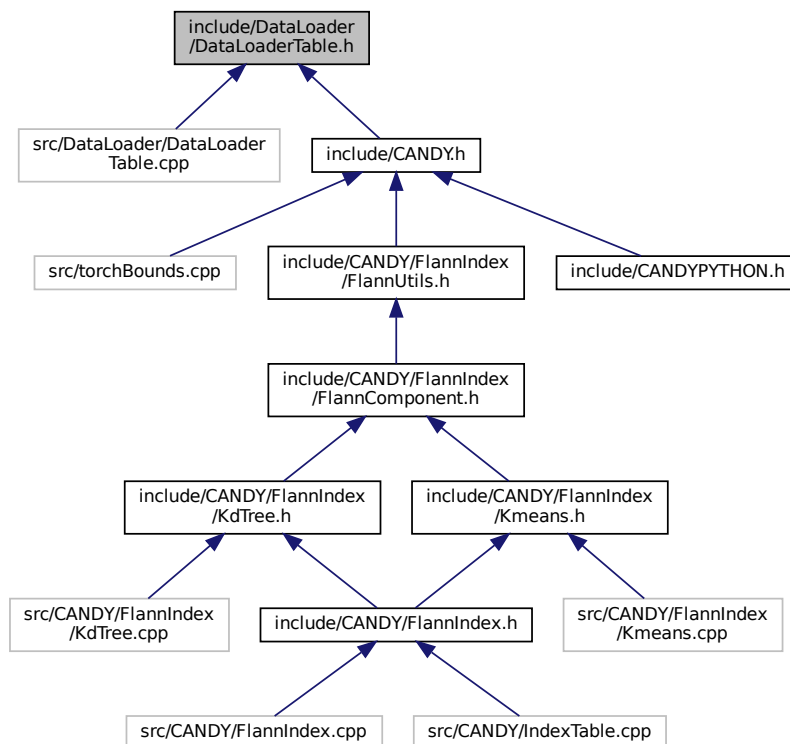 include/DataLoader
/DataLoaderTable.h
src/DataLoader/DataLoader
Table.cpp
include/CANDY.h
src/torchBounds.cpp
include/CANDY/FlannIndex
/FlannUtils.h
include/CANDYPYTHON.h
include/CANDY/FlannIndex
/FlannComponent.h
include/CANDY/FlannIndex
/KdTree.h
include/CANDY/FlannIndex
/Kmeans.h
src/CANDY/FlannIndex
/KdTree.cpp
include/CANDY/FlannIndex.h
src/CANDY/FlannIndex
/Kmeans.cpp
src/CANDY/FlannIndex.cpp
src/CANDY/IndexTable.cpp